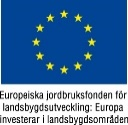 Europeiska jordbruksfonden för
landsbygdsutveckling: Europa
investerar i landsbygdsområden